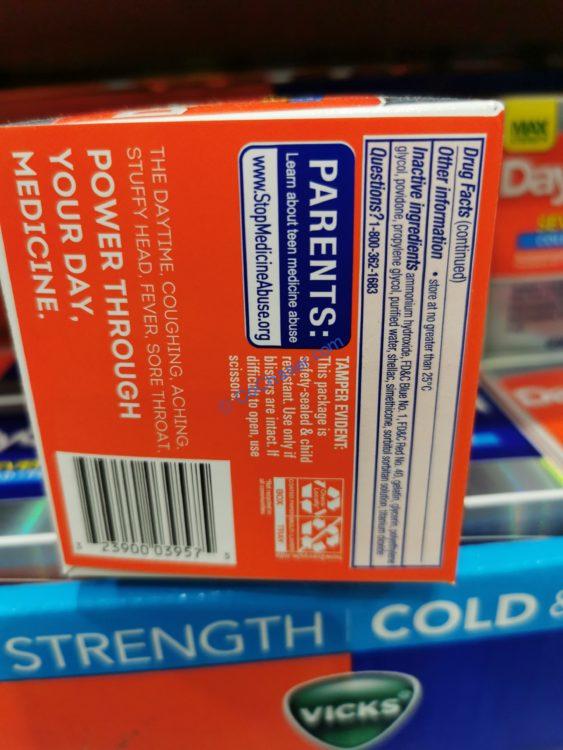 Drug Facts (continued)
Other information • store at no greater than 25°C
Inactive ingredients ammonium hydroxide, FD&C Blue No. 1, FD&C Red No. 40, gelatin, glycerin, polyethylene
glycol, povidone, propylene glycol, purified water, shellac, simethicone, sorbitol sorbitan solution, titanium dioxide
Questions? 1-800-362-1683
PARENTS:
Learn about teen medicine abuse
www.StopMedicineAbuse.org
TAMPER EVIDENT:
This package is
safety-sealed & child
resistant. Use only if
blisters are intact. If
difficult to open, use
scissors.
BOX
TRAY
THE DAYTIME, COUGHING, ACHING,
STUFFY HEAD, FEVER, SORE THROAT,
POWER THROUGH
YOUR DAY,
MEDICINE.
23900 03957
MAX
Day
STRENGTH | COLD &
VICKS